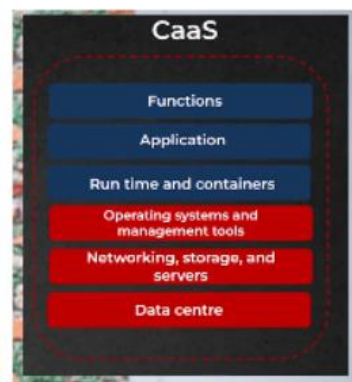 CaaS
Functions
Application
Run time and containers
Operating systems and
management tools
Networking, storage, and
servers
Data centre